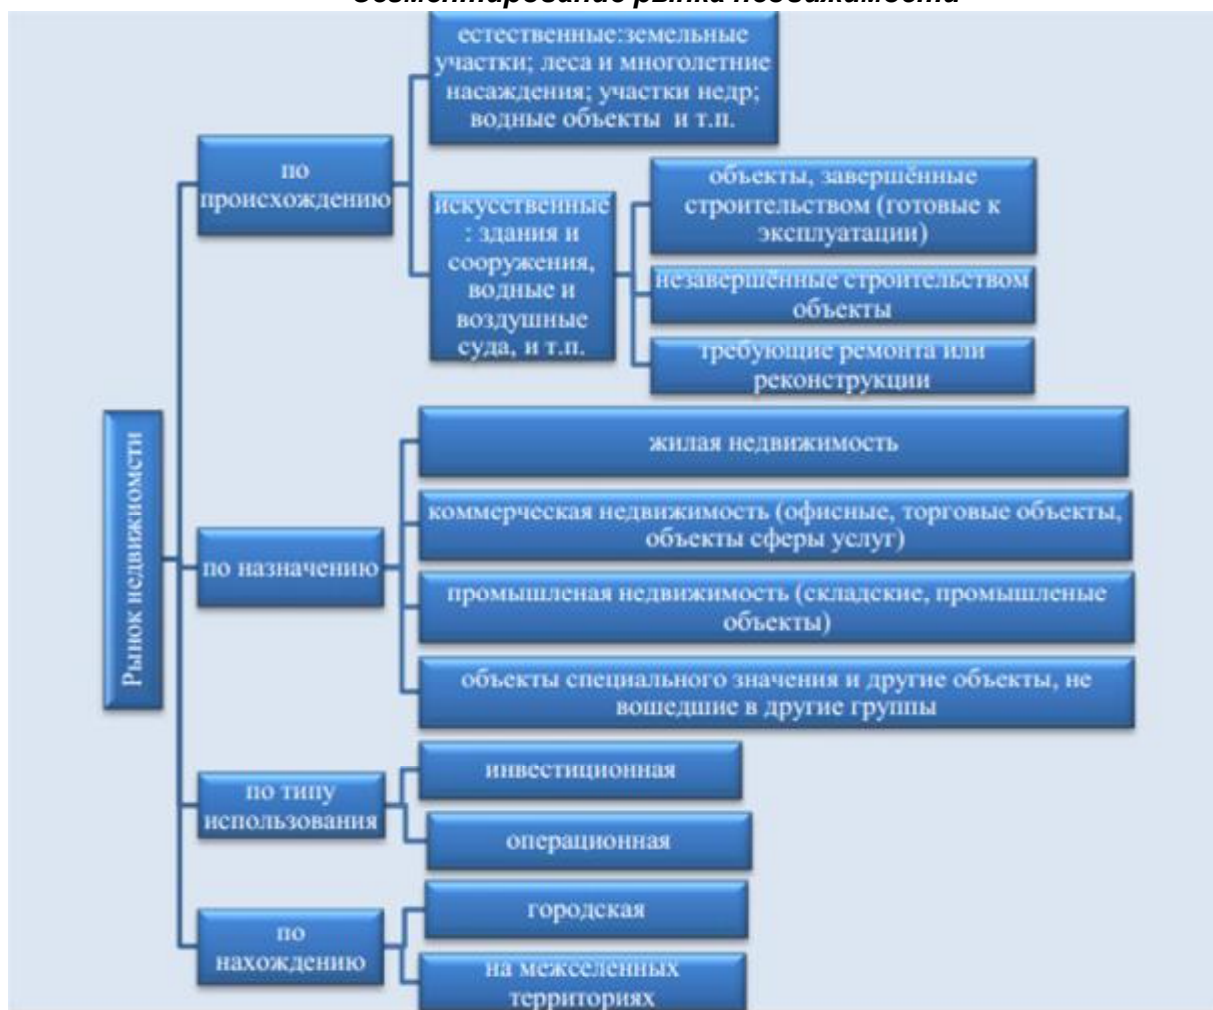 Сегментирование рынка недвижимости
естественные:земельные
участки; леса и многолетние
насаждения; участки недр;
водные объекты и т.п.
по
происхождению
искусственные
: здания и
сооружения,
водные и
воздушные
суда, и т.п.
объекты, завершённые
строительством (готовые к
эксплуатации)
незавершённые строительством
объекты
требующие ремонта или
реконструкции
Рынок недвижиомсти
по назначению
жилая недвижимость
коммерческая недвижимость (офисные, торговые объекты,
объекты сферы услуг)
промышленая недвижимость (складские, промышленые
объекты)
объекты специального значения и другие объекты, не
вошедшие в другие группы
по типу
использования
инвестиционная
операционная
по
нахождению
городская
на межселенных
территориях